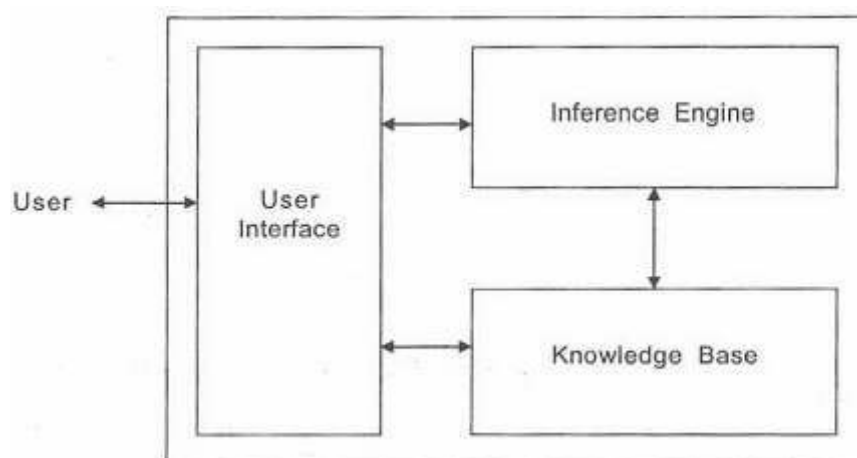 Inference Engine
User
User
Interface
Knowledge Base